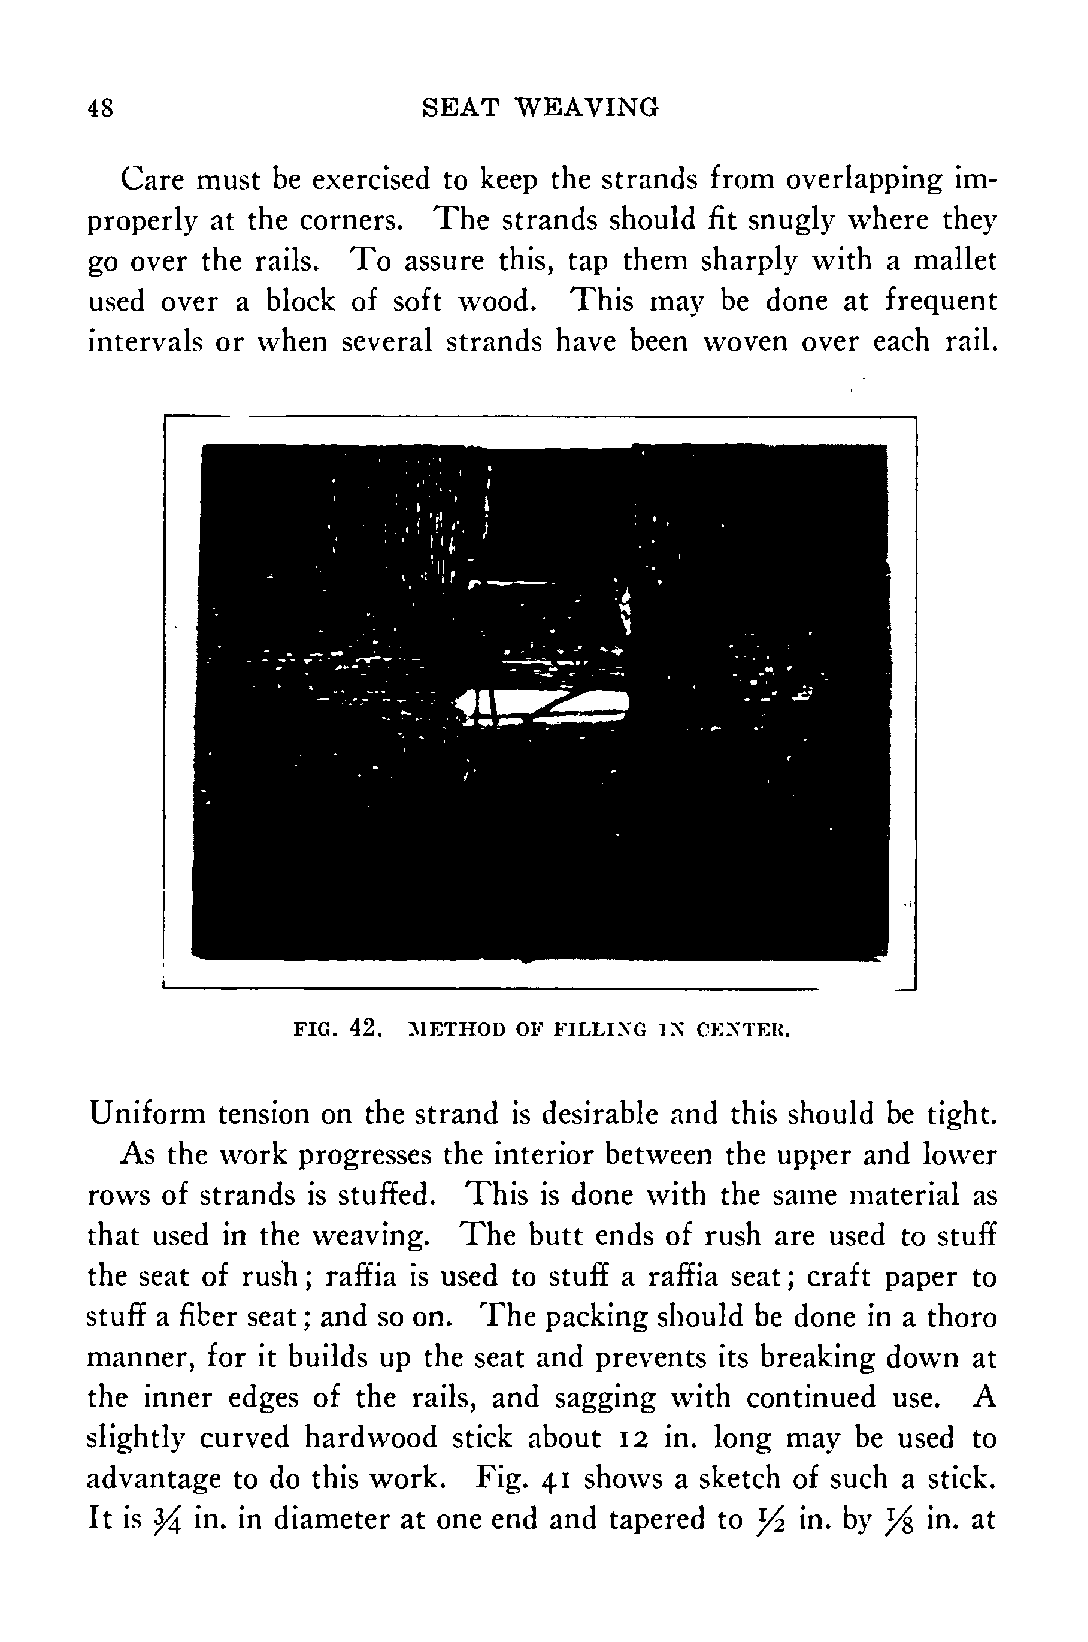 48 SEAT WEAVING
Care must be exercised to keep the strands from overlapping im-
properly at the corners. The strands should fit snugly where they
go over the rails. To assure this, tap them sharply with a mallet
used over a block of soft wood. This may be done at frequent
intervals or when several strands have been woven over each rail.
FIG. 42. METHOD OF FILLING IN CENTER.
Uniform tension on the strand is desirable and this should be tight.
As the work progresses the interior between the upper and lower
rows of strands is stuffed. This is done with the same material as
that used in the weaving. The butt ends of rush are used to stuff
the seat of rush; raffia is used to stuff a raffia seat; craft paper to
stuff a fiber seat; and so on. The packing should be done in a thoro
manner, for it builds up the seat and prevents its breaking down at
the inner edges of the rails, and sagging with continued use. A
slightly curved hardwood stick about 12 in. long may be used to
advantage to do this work. Fig. 41 shows a sketch of such a stick.
It is ¾ in. in diameter at one end and tapered to ½ in. by ⅛ in. at